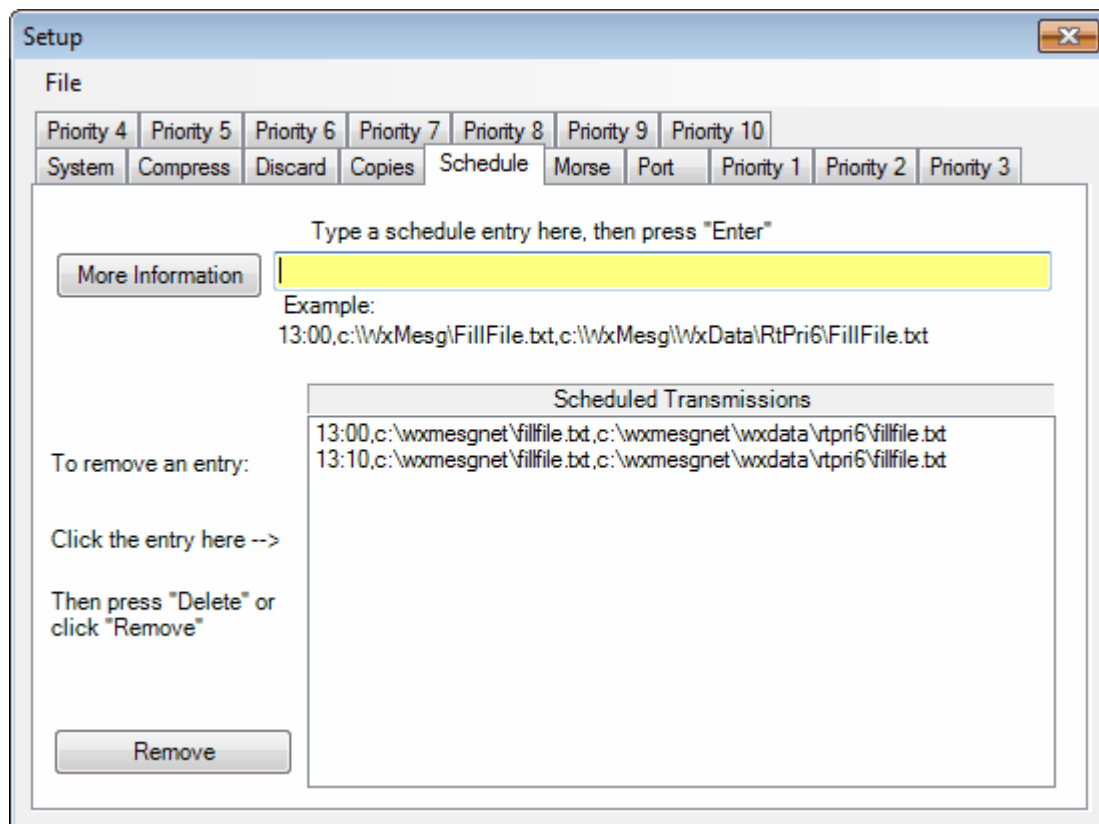 Setup
File
Priority 4 Priority 5 Priority 6 Priority 7 Priority 8 Priority 9 Priority 10
System Compress Discard Copies Schedule Morse Port Priority 1 Priority 2 Priority 3
Type a schedule entry here, then press "Enter"
More Information
Example:
13:00,c:\WxMesg\FillFile.txt,c:\WxMesg\WxData\RtPri6\FillFile.txt
Scheduled Transmissions
13:00,c:\wxmesgnet\fillfile.txt,c:\wxmesgnet\wxdata\rtpri6\fillfile.txt
13:10,c:\wxmesgnet\fillfile.txt,c:\wxmesgnet\wxdata\rtpri6\fillfile.txt
To remove an entry:
Click the entry here -->
Then press "Delete" or
click "Remove"
Remove